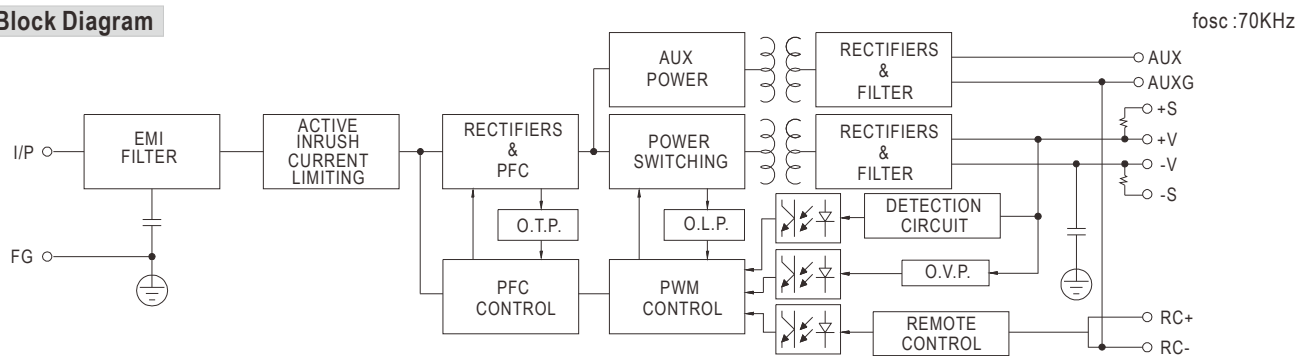 Block Diagram
fosc :70KHz
AUX
POWER
RECTIFIERS
&
FILTER
AUX
AUXG
I/P
EMI
FILTER
ACTIVE
INRUSH
CURRENT
LIMITING
RECTIFIERS
&
PFC
POWER
SWITCHING
RECTIFIERS
&
FILTER
+S
+V
-V
-S
O.T.P.
O.L.P.
DETECTION
CIRCUIT
FG
PFC
CONTROL
PWM
CONTROL
O.V.P.
REMOTE
CONTROL
RC+
RC-